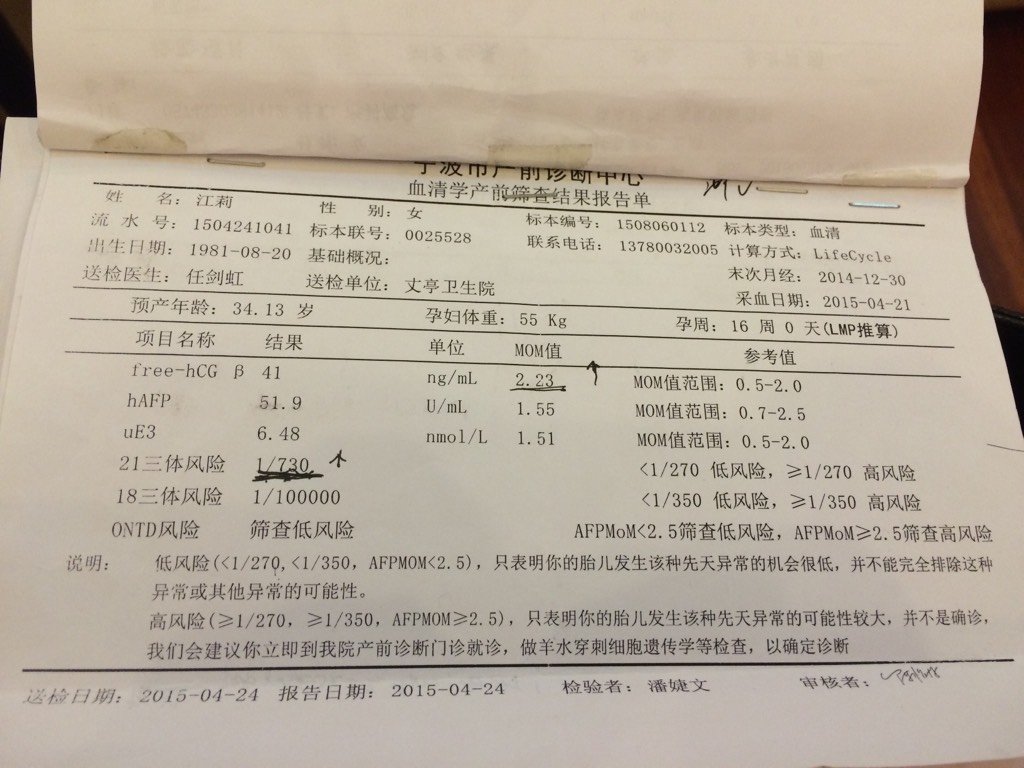 宁波市产前诊断中心
血清学产前筛查结果报告单
姓 名：江莉 性 别：女 标本编号：1508060112 标本类型：血清
流 水 号：1504241041 标本联号：0025528 联系电话：13780032005 计算方式：LifeCycle
出生日期：1981-08-20 基础概况： 末次月经：2014-12-30
送检医生：任剑虹 送检单位：丈亭卫生院 采血日期：2015-04-21
预产年龄：34.13 岁 孕妇体重：55 Kg 孕周：16 周 0 天(LMP推算)
项目名称 结果 单位 MOM值 参考值
free-hCG β 41 ng/mL 2.23 ↑ MOM值范围：0.5-2.0
hAFP 51.9 U/mL 1.55 MOM值范围：0.7-2.5
uE3 6.48 nmol/L 1.51 MOM值范围：0.5-2.0
21三体风险 1/730 ↑ <1/270 低风险，≥1/270 高风险
18三体风险 1/100000 <1/350 低风险，≥1/350 高风险
ONTD风险 筛查低风险 AFPMoM<2.5筛查低风险，AFPMoM≥2.5筛查高风险
说明： 低风险(<1/270,<1/350，AFPMOM<2.5)，只表明你的胎儿发生该种先天异常的机会很低，并不能完全排除这种
异常或其他异常的可能性。
高风险(≥1/270，≥1/350，AFPMOM≥2.5)，只表明你的胎儿发生该种先天异常的可能性较大，并不是确诊，
我们会建议你立即到我院产前诊断门诊就诊，做羊水穿刺细胞遗传学等检查，以确定诊断
送检日期：2015-04-24 报告日期：2015-04-24 检验者：潘婕文 审核者：